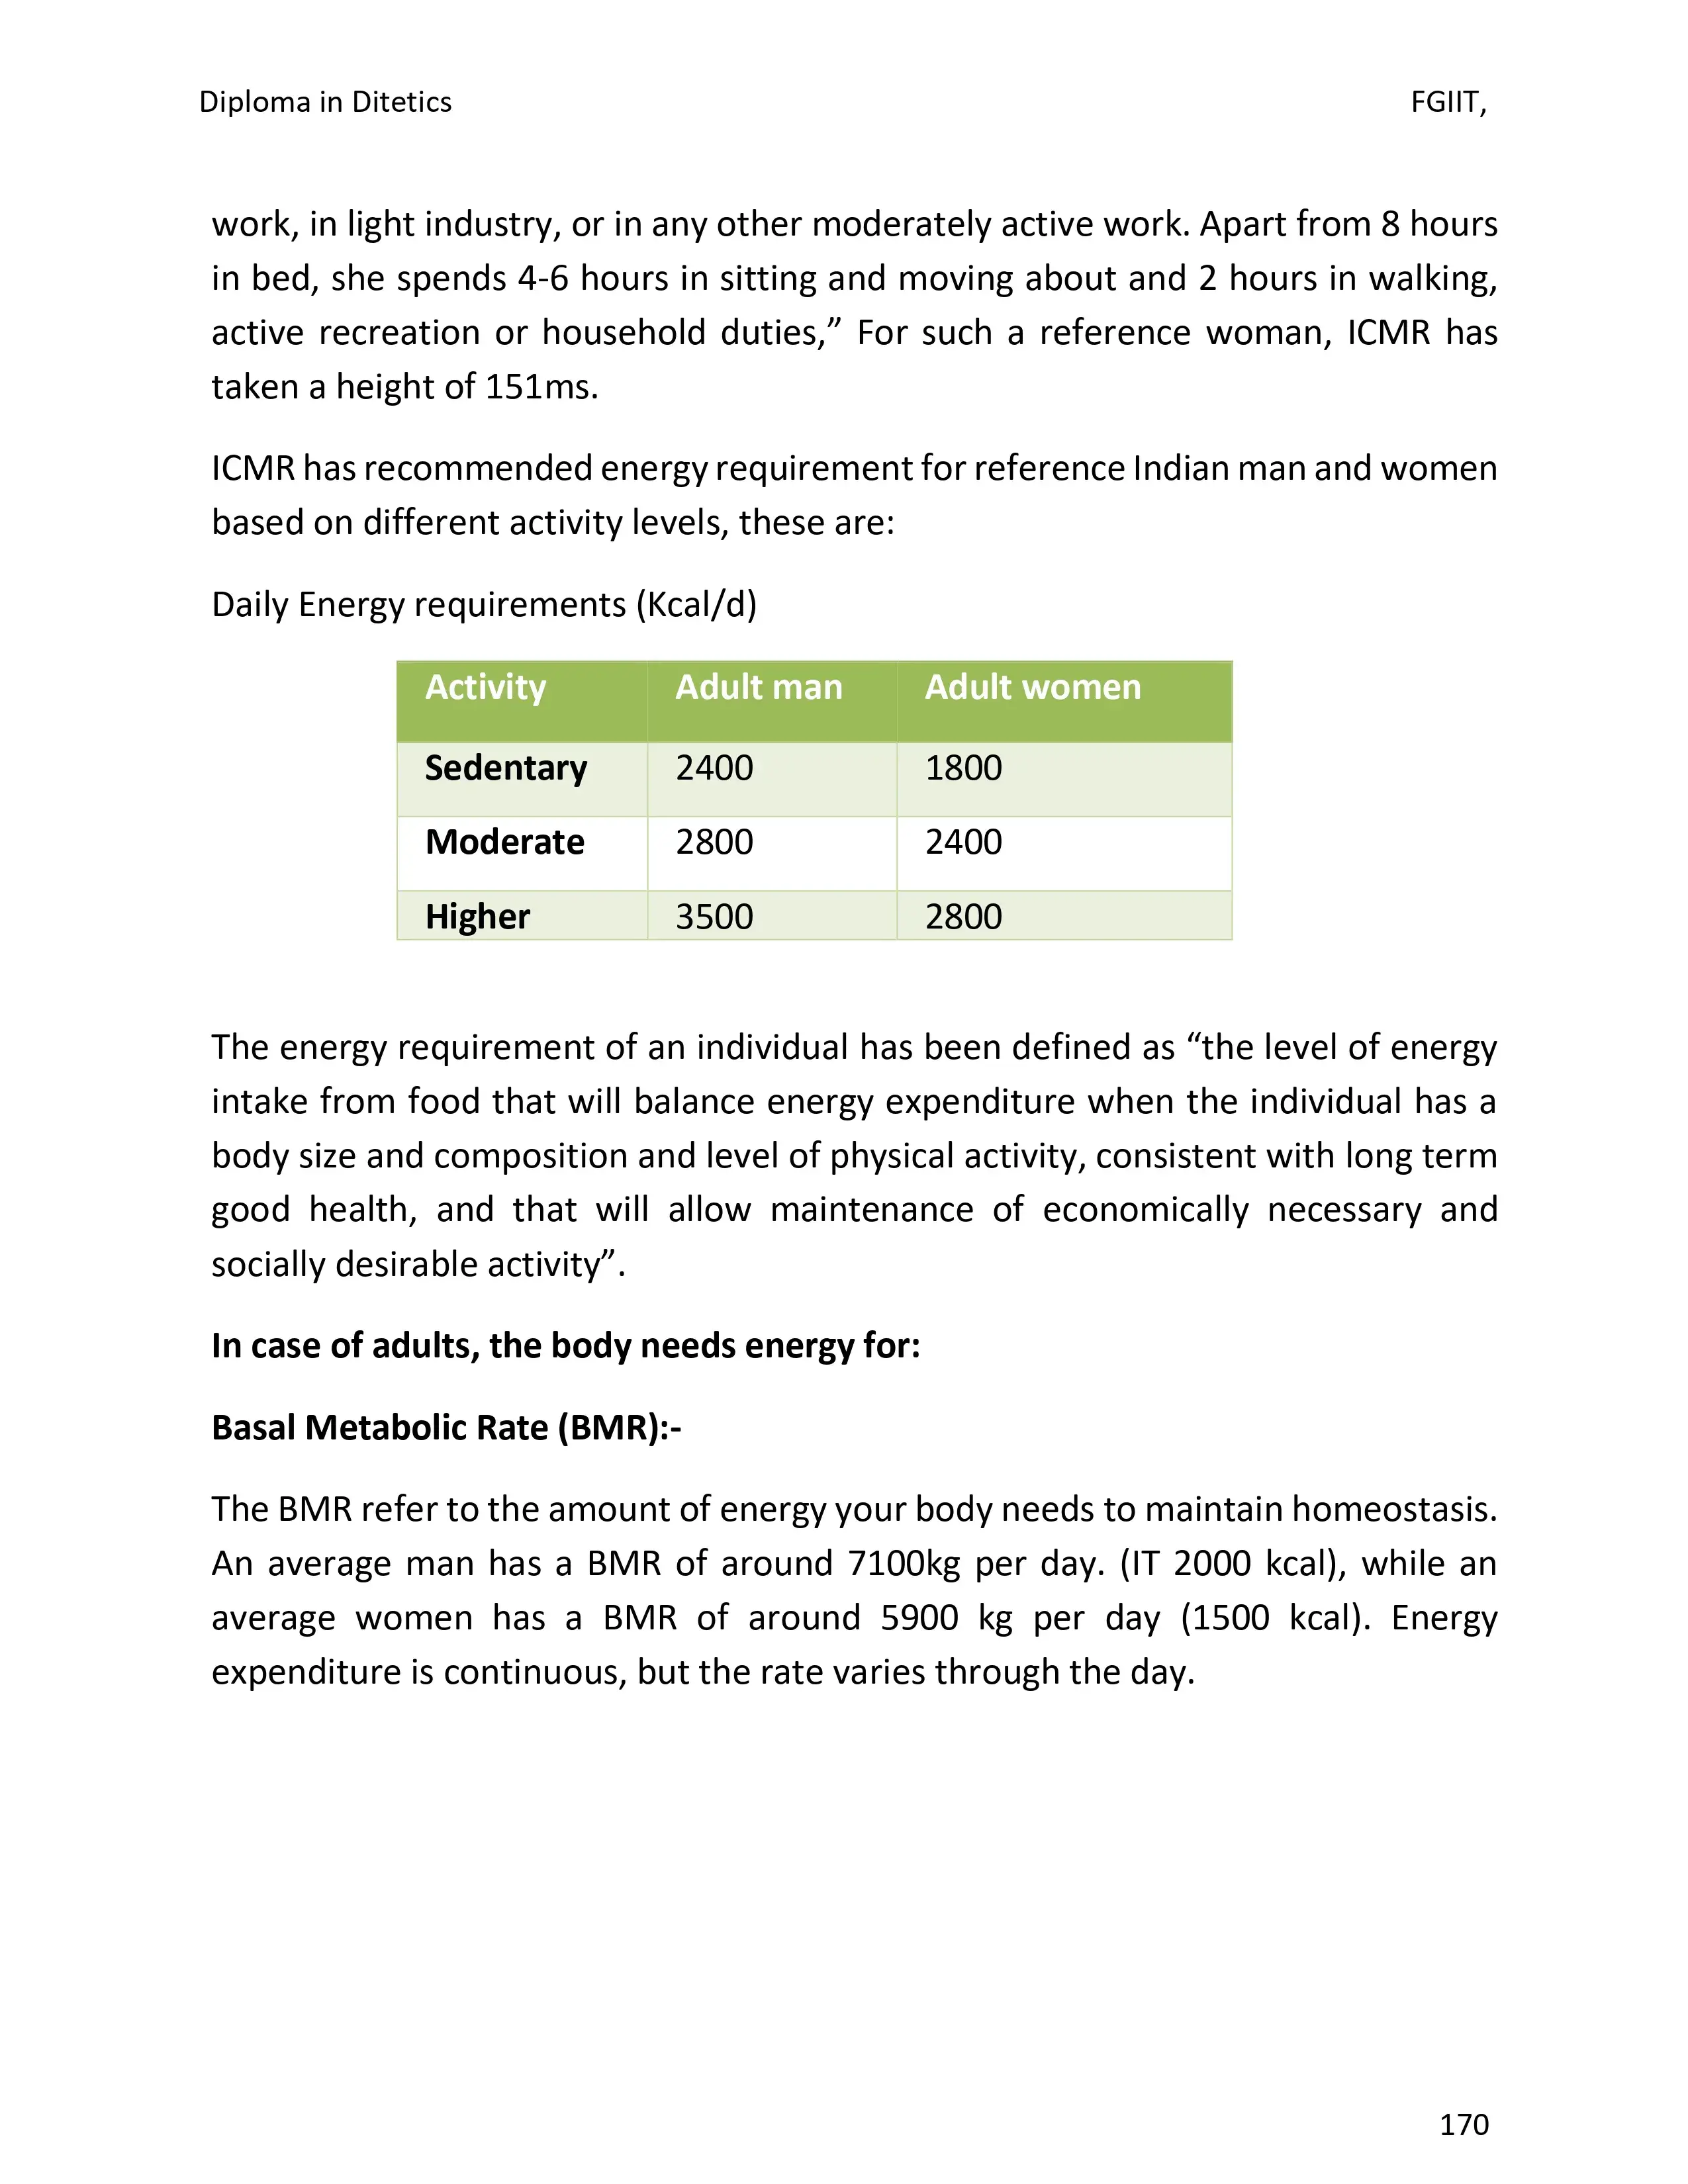 Diploma in Ditetics FGIIT,
work, in light industry, or in any other moderately active work. Apart from 8 hours
in bed, she spends 4-6 hours in sitting and moving about and 2 hours in walking,
active recreation or household duties,” For such a reference woman, ICMR has
taken a height of 151ms.
ICMR has recommended energy requirement for reference Indian man and women
based on different activity levels, these are:
Daily Energy requirements (Kcal/d)
Activity Adult man Adult women
Sedentary 2400 1800
Moderate 2800 2400
Higher 3500 2800
The energy requirement of an individual has been defined as “the level of energy
intake from food that will balance energy expenditure when the individual has a
body size and composition and level of physical activity, consistent with long term
good health, and that will allow maintenance of economically necessary and
socially desirable activity”.
In case of adults, the body needs energy for:
Basal Metabolic Rate (BMR):-
The BMR refer to the amount of energy your body needs to maintain homeostasis.
An average man has a BMR of around 7100kg per day. (IT 2000 kcal), while an
average women has a BMR of around 5900 kg per day (1500 kcal). Energy
expenditure is continuous, but the rate varies through the day.
170